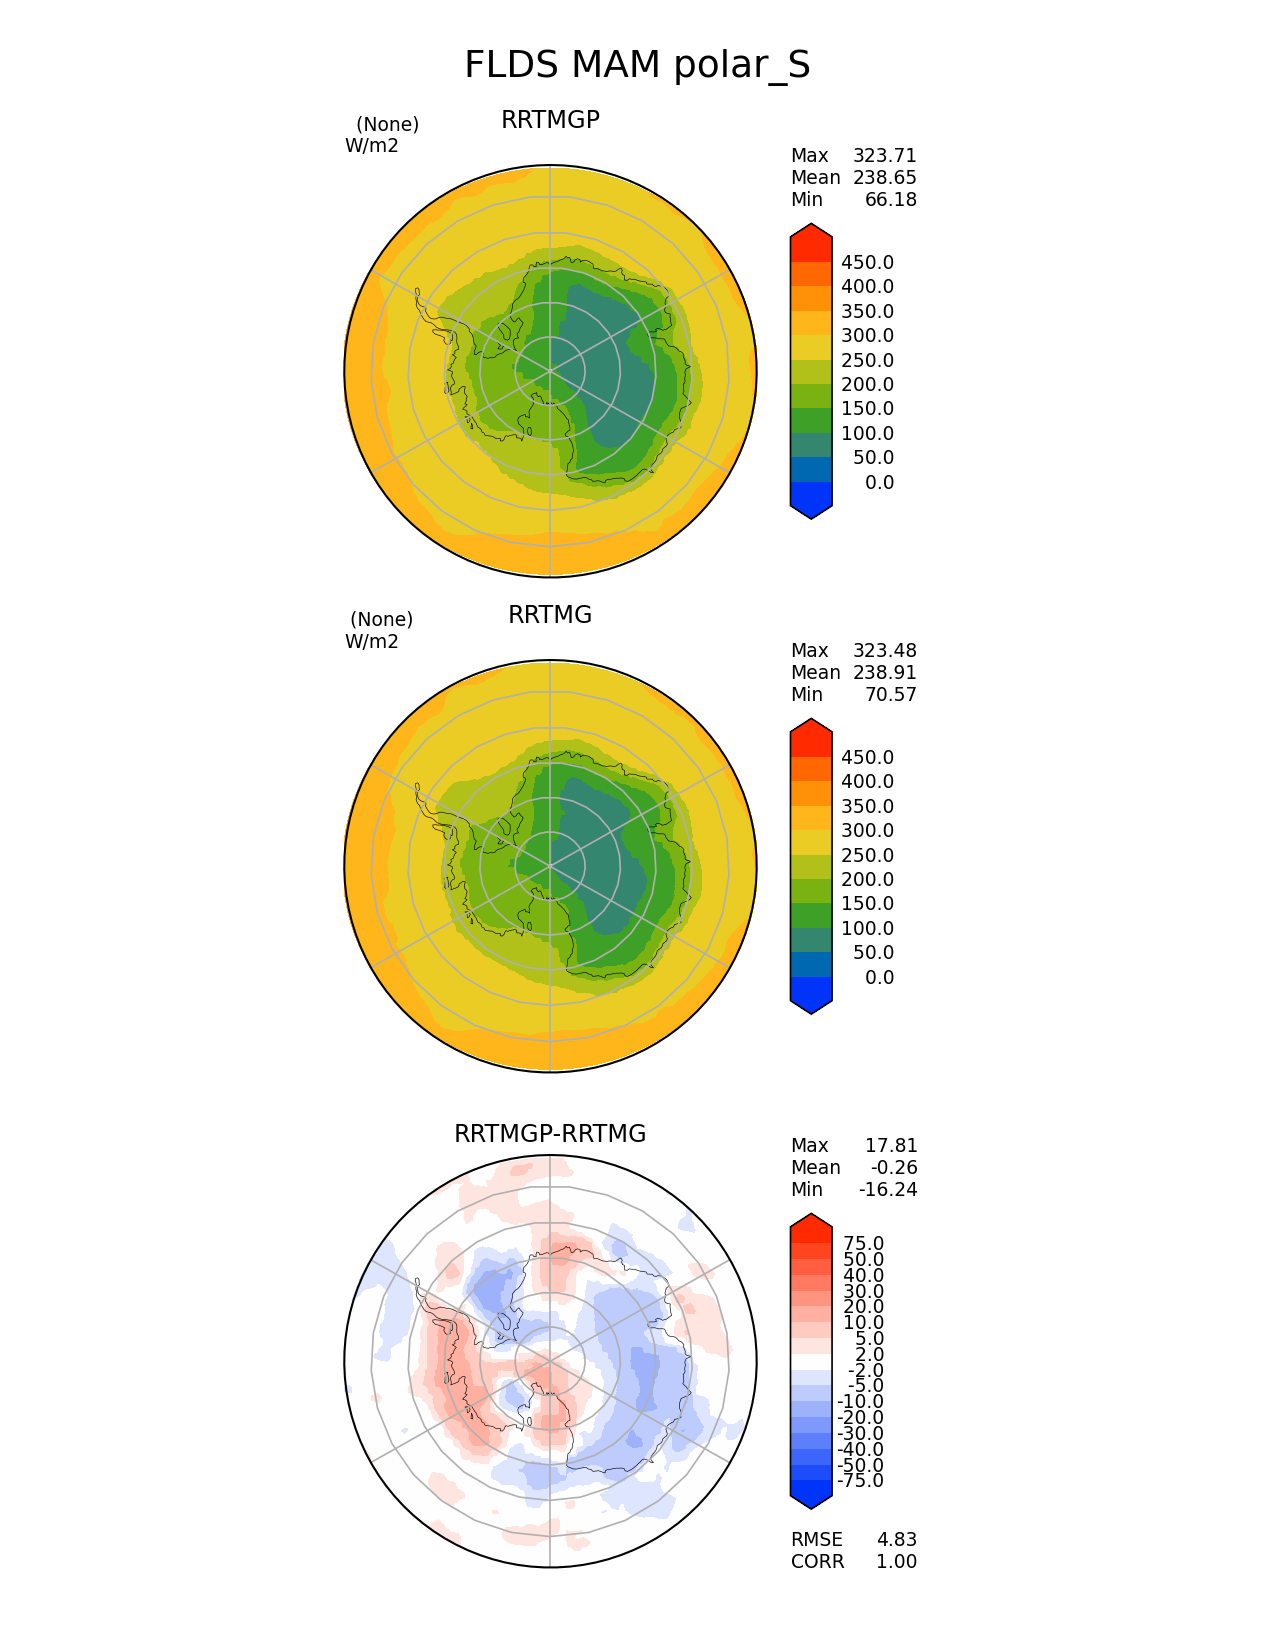 FLDS MAM polar_S
RRTMGP
(None)
W/m2
Max 323.71
Mean 238.65
Min 66.18
450.0
400.0
350.0
300.0
250.0
200.0
150.0
100.0
50.0
0.0
RRTMG
(None)
W/m2
Max 323.48
Mean 238.91
Min 70.57
450.0
400.0
350.0
300.0
250.0
200.0
150.0
100.0
50.0
0.0
RRTMGP-RRTMG
Max 17.81
Mean -0.26
Min -16.24
75.0
50.0
40.0
30.0
20.0
10.0
5.0
2.0
-2.0
-5.0
-10.0
-20.0
-30.0
-40.0
-50.0
-75.0
RMSE 4.83
CORR 1.00